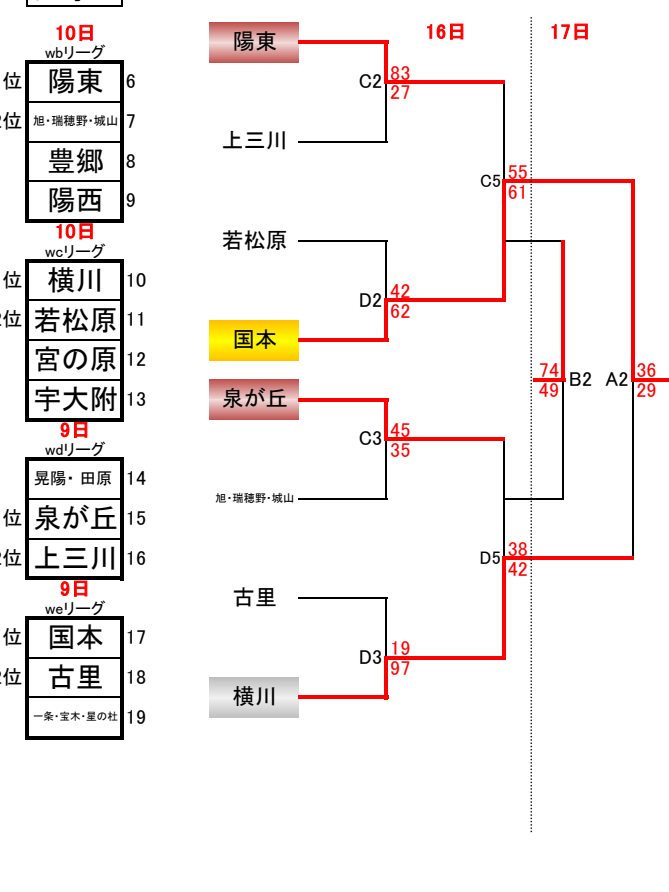 10日
wbリーグ
位 陽東 6
2位 旭・瑞穂野・城山 7
豊郷 8
陽西 9
10日
wcリーグ
位 横川 10
2位 若松原 11
宮の原 12
宇大附 13
9日
wdリーグ
晃陽・田原 14
位 泉が丘 15
2位 上三川 16
9日
weリーグ
位 国本 17
2位 古里 18
一条・宝木・星の杜 19
16日
17日
陽東
C2 83
27
上三川
C5 55
61
若松原
D2 42
62
国本
74
49
B2
A2 36
29
泉が丘
C3 45
35
旭・瑞穂野・城山
D5 38
42
古里
D3 19
97
横川